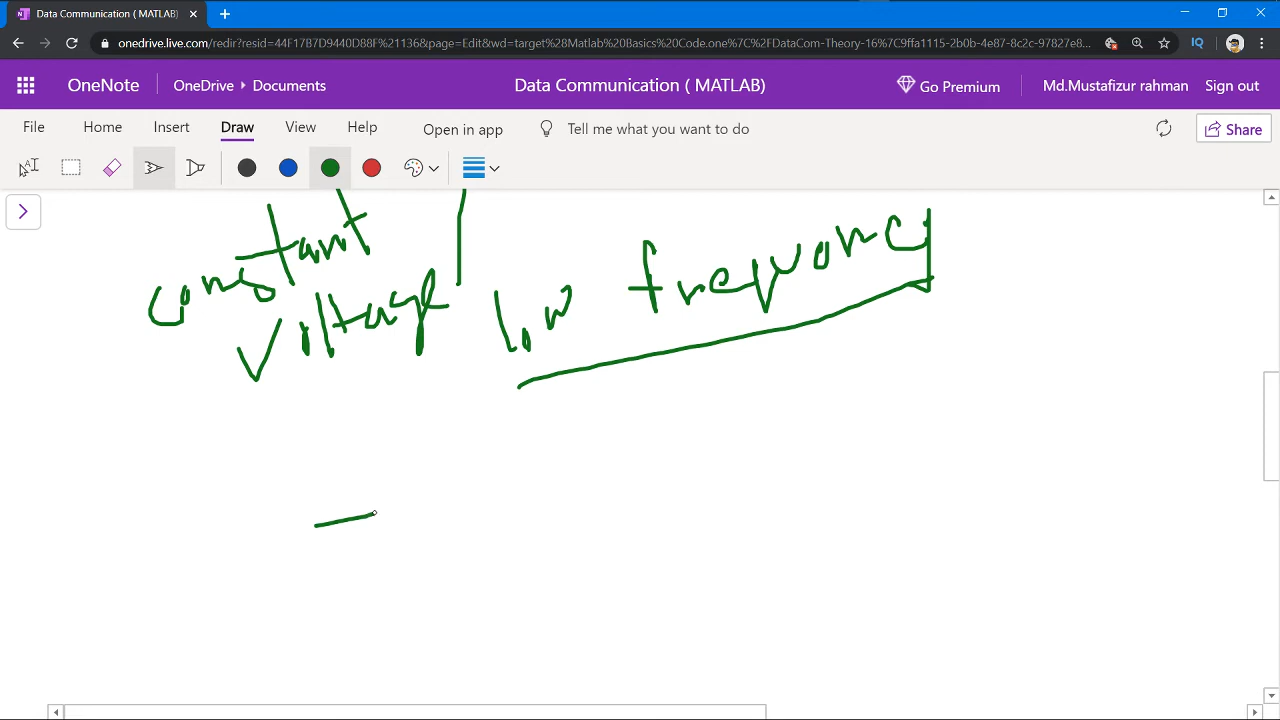 Data Communication (MATLAB)
onedrive.live.com/redir?resid=44F17B7D9440D88F%21136&page=Edit&wd=target%28Matlab%20Basics%20Code.one%7C%2FDataCom-Theory-16%7C9ffa1115-2b0b-4e87-8c2c-97827e8...
OneNote
OneDrive
Documents
Data Communication ( MATLAB)
Go Premium
Md.Mustafizur rahman
Sign out
File
Home
Insert
Draw
View
Help
Open in app
Tell me what you want to do
Share
constant
voltage
low frequoncy